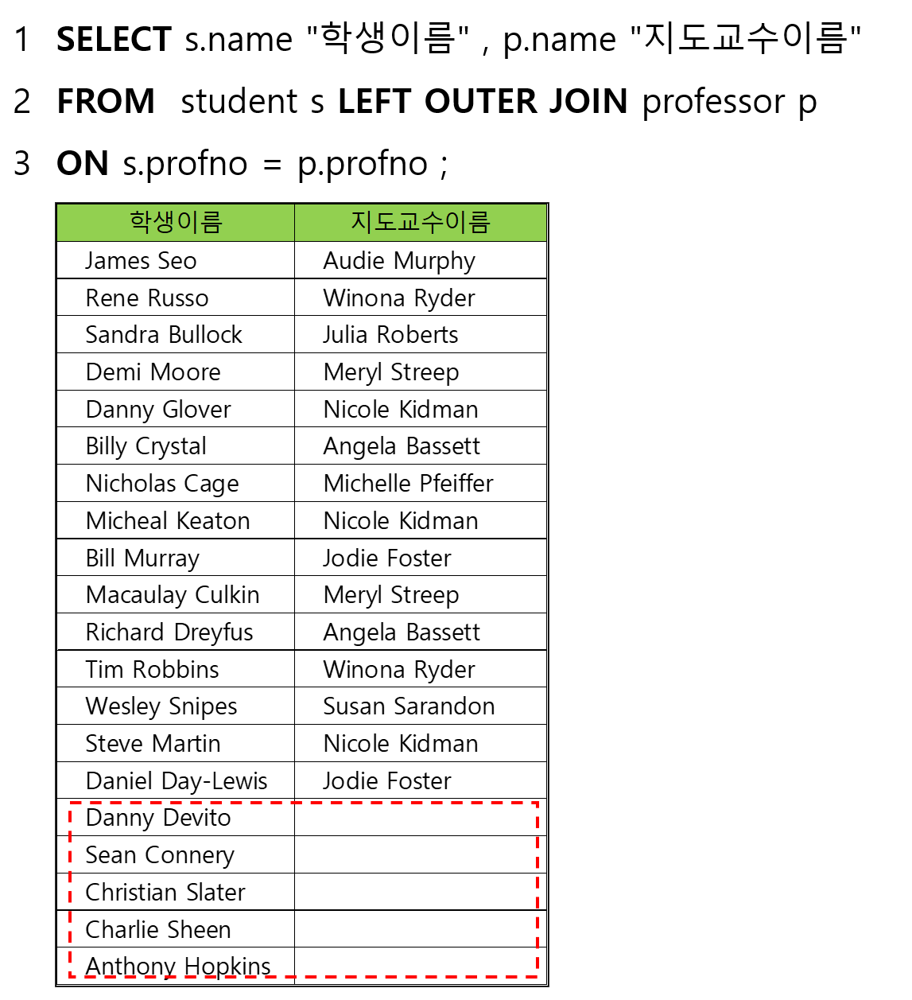 1 SELECT s.name "학생이름" , p.name "지도교수이름"
2 FROM student s LEFT OUTER JOIN professor p
3 ON s.profno = p.profno ;
학생이름 지도교수이름
James Seo Audie Murphy
Rene Russo Winona Ryder
Sandra Bullock Julia Roberts
Demi Moore Meryl Streep
Danny Glover Nicole Kidman
Billy Crystal Angela Bassett
Nicholas Cage Michelle Pfeiffer
Micheal Keaton Nicole Kidman
Bill Murray Jodie Foster
Macaulay Culkin Meryl Streep
Richard Dreyfus Angela Bassett
Tim Robbins Winona Ryder
Wesley Snipes Susan Sarandon
Steve Martin Nicole Kidman
Daniel Day-Lewis Jodie Foster
Danny Devito
Sean Connery
Christian Slater
Charlie Sheen
Anthony Hopkins